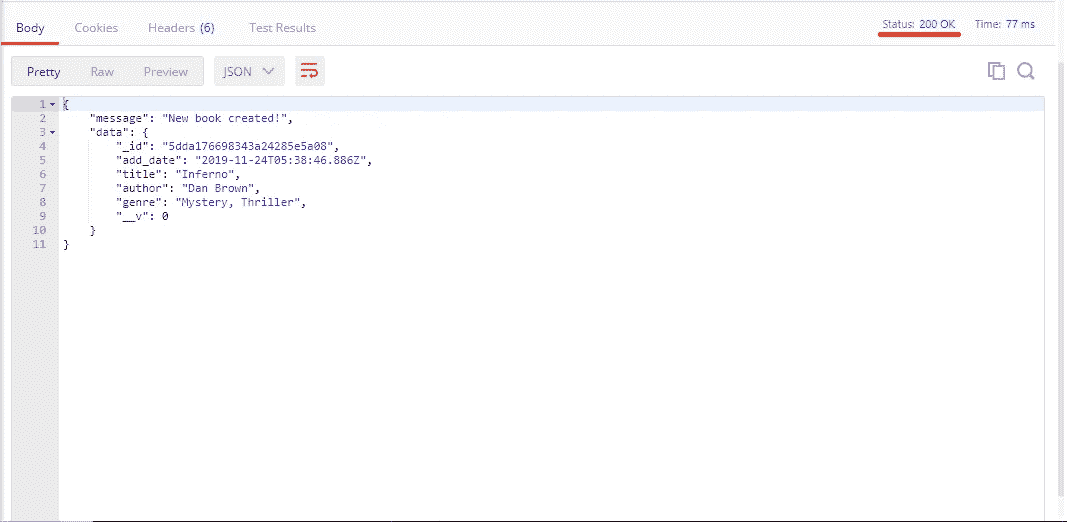 Body Cookies Headers (6) Test Results Status: 200 OK Time: 77 ms
Pretty Raw Preview JSON
1 {
2 "message": "New book created!",
3 "data": {
4 "_id": "5dda176698343a24285e5a08",
5 "add_date": "2019-11-24T05:38:46.886Z",
6 "title": "Inferno",
7 "author": "Dan Brown",
8 "genre": "Mystery, Thriller",
9 "__v": 0
10 }
11 }